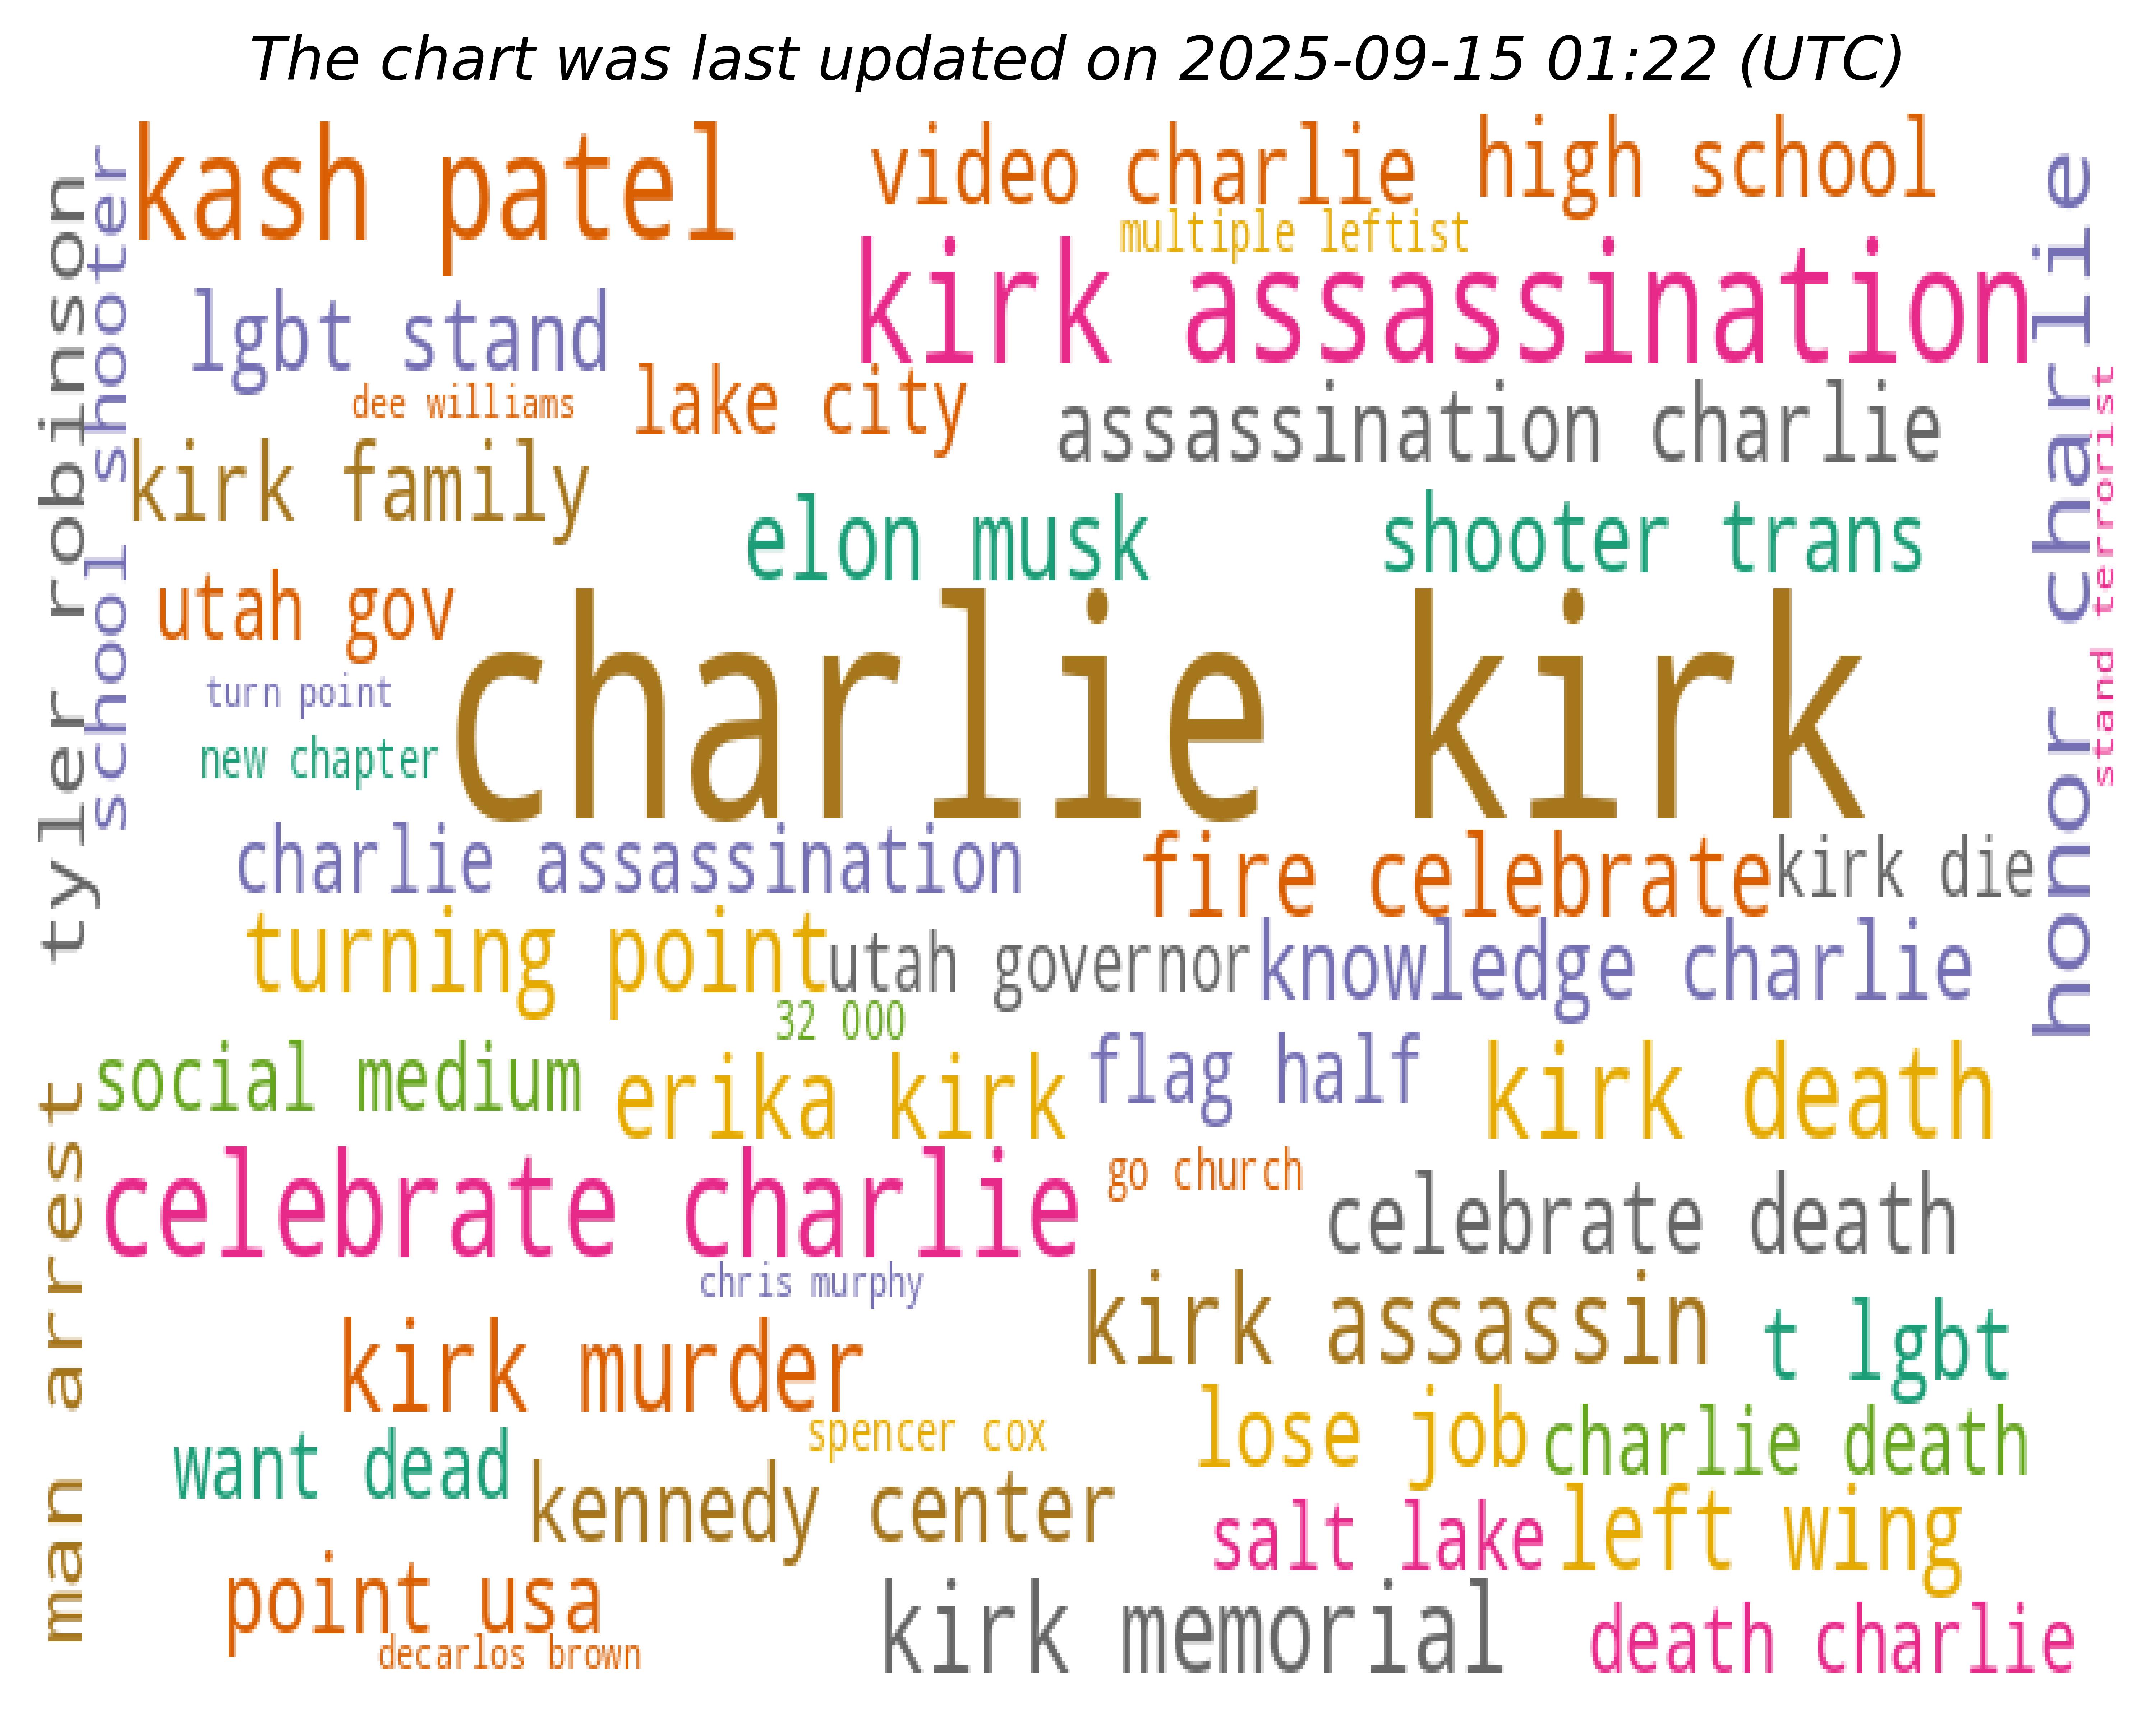 The chart was last updated on 2025-09-15 01:22 (UTC)
kash patel
video charlie
high school
multiple leftist
kirk assassination
tyler robinson
school shooter
honor charlie
stand terrorist
lgbt stand
dee williams
lake city
assassination charlie
kirk family
elon musk
shooter trans
utah gov
charlie kirk
turn point
new chapter
charlie assassination
fire celebrate
kirk die
turning point
utah governor
knowledge charlie
32 000
social medium
erika kirk
flag half
kirk death
man arrest
celebrate charlie
go church
celebrate death
chris murphy
kirk assassin
t lgbt
kirk murder
spencer cox
lose job
charlie death
want dead
kennedy center
salt lake
left wing
point usa
decarlos brown
kirk memorial
death charlie